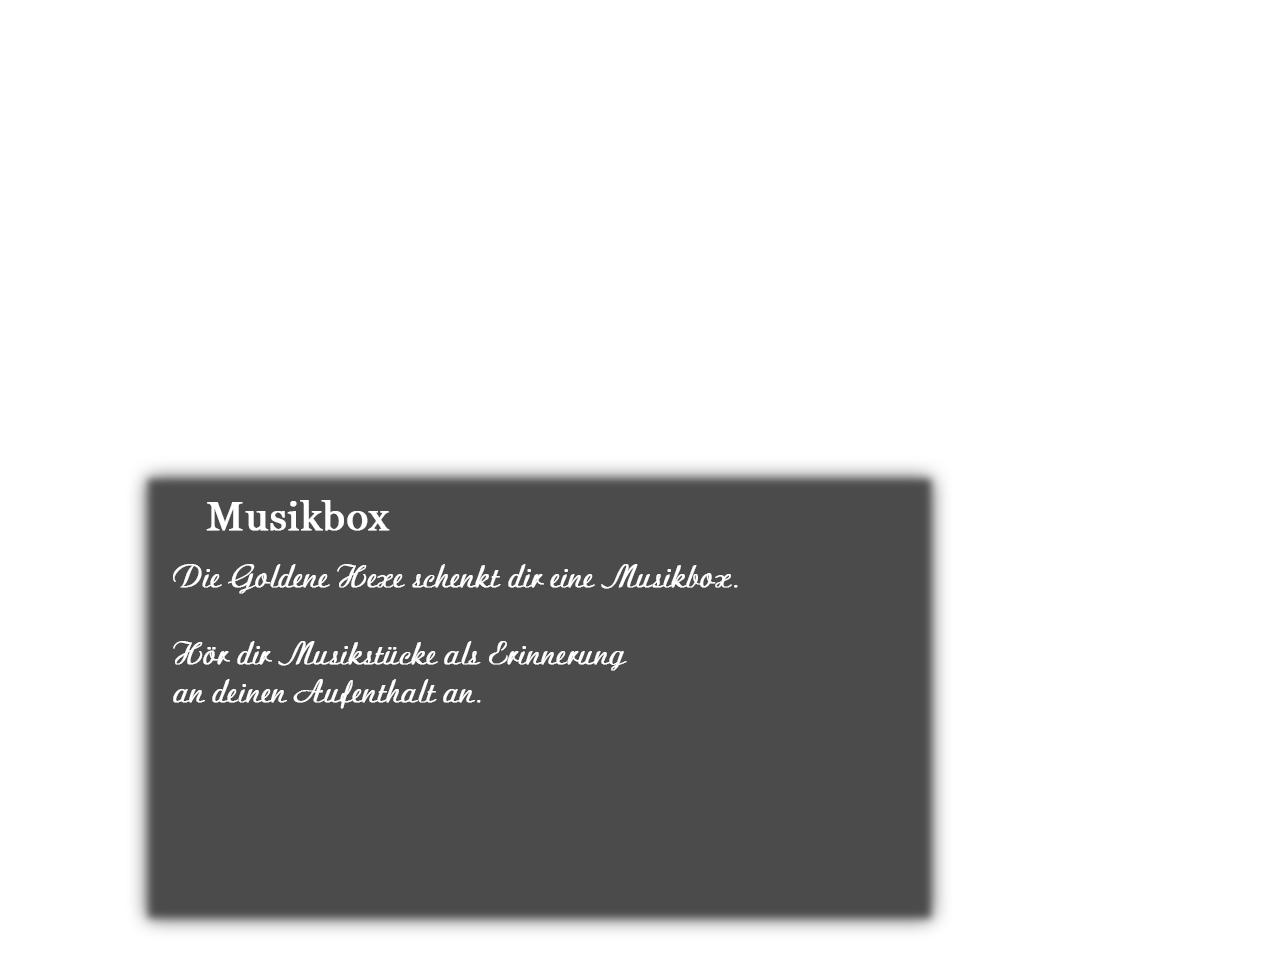 Musikbox
Die Goldene Hexe schenkt dir eine Musikbox.
Hör dir Musikstücke als Erinnerung
an deinen Aufenthalt an.